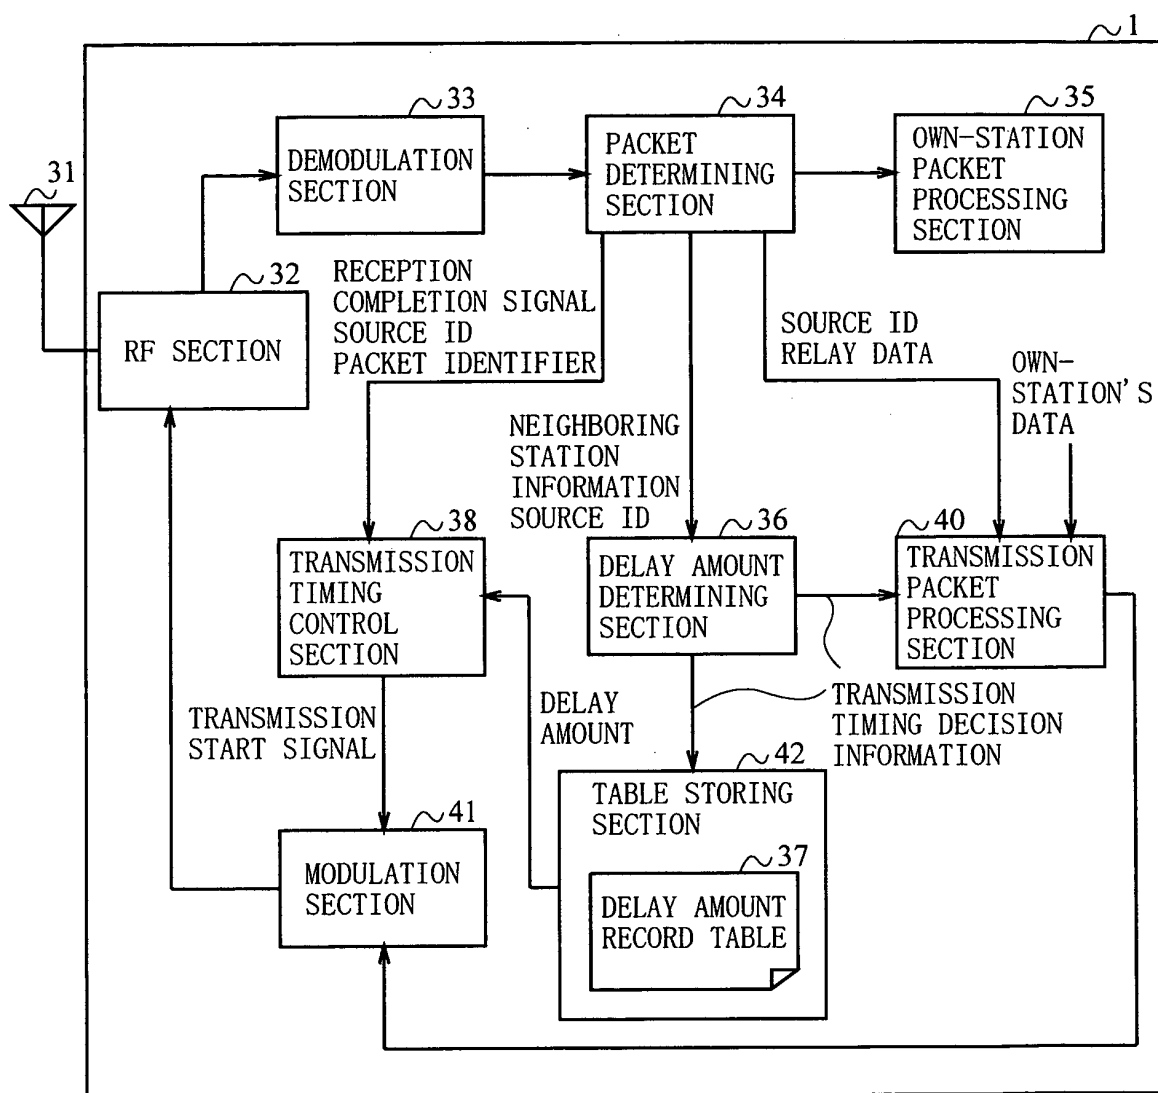 1
33
34
35
31
DEMODULATION
SECTION
PACKET
DETERMINING
SECTION
OWN-STATION
PACKET
PROCESSING
SECTION
32
RF SECTION
RECEPTION
COMPLETION SIGNAL
SOURCE ID
PACKET IDENTIFIER
SOURCE ID
RELAY DATA
OWN-
STATION'S
DATA
NEIGHBORING
STATION
INFORMATION
SOURCE ID
38
TRANSMISSION
TIMING
CONTROL
SECTION
36
DELAY AMOUNT
DETERMINING
SECTION
40
TRANSMISSION
PACKET
PROCESSING
SECTION
TRANSMISSION
START SIGNAL
DELAY
AMOUNT
TRANSMISSION
TIMING DECISION
INFORMATION
41
MODULATION
SECTION
42
TABLE STORING
SECTION
37
DELAY AMOUNT
RECORD TABLE